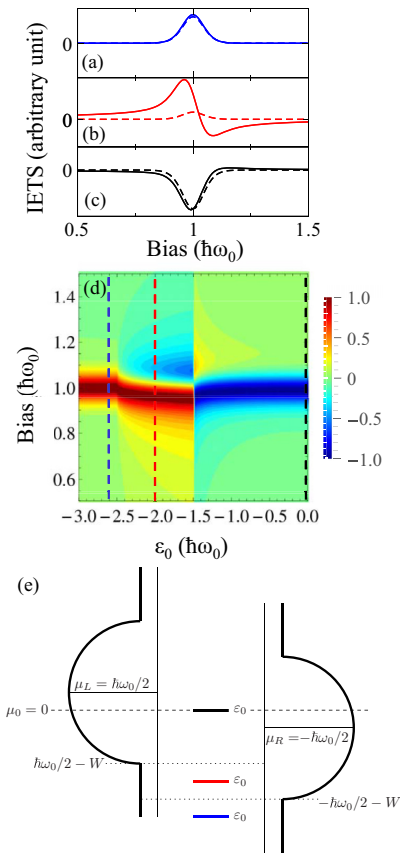 IETS (arbitrary unit)
0
(a)
0
(b)
0
(c)
0.5
1
1.5
Bias (ħω₀)
(d)
Bias (ħω₀)
1.4
1.2
1.0
0.8
0.6
1.0
0.5
0
-0.5
-1.0
−3.0 −2.5 −2.0 −1.5 −1.0 −0.5 0.0
ε₀ (ħω₀)
(e)
μ_L = ħω₀/2
μ₀ = 0
ε₀
μ_R = −ħω₀/2
ħω₀/2 − W
ε₀
−ħω₀/2 − W
ε₀